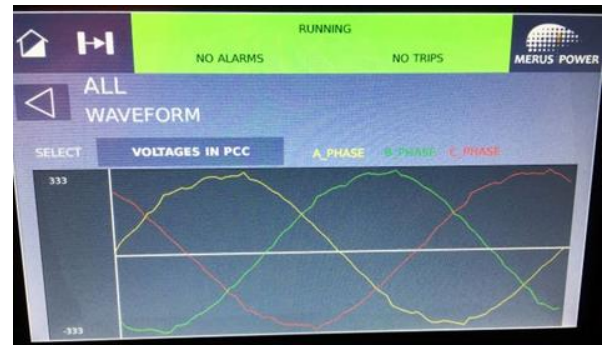 RUNNING
NO ALARMS NO TRIPS
MERUS POWER
ALL
WAVEFORM
SELECT VOLTAGES IN PCC A_PHASE B_PHASE C_PHASE
333
-333